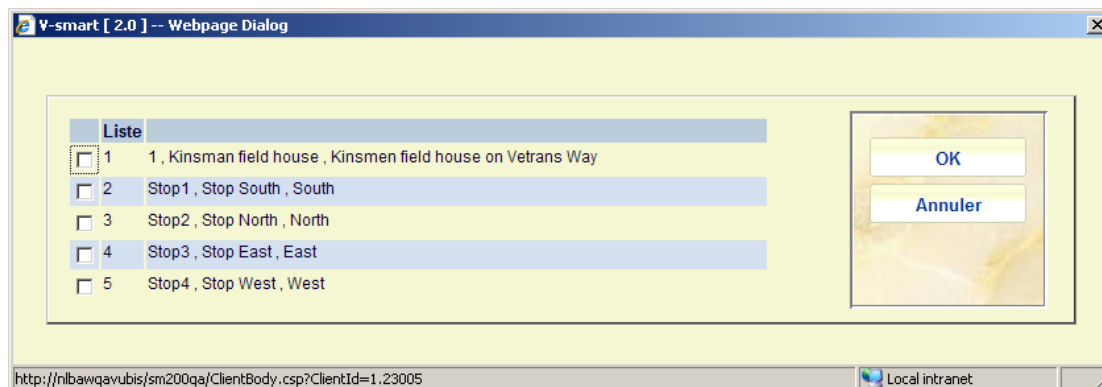 V-smart [ 2.0 ] -- Webpage Dialog
Liste
1 1 , Kinsman field house , Kinsmen field house on Vetrans Way
2 Stop1 , Stop South , South
3 Stop2 , Stop North , North
4 Stop3 , Stop East , East
5 Stop4 , Stop West , West
OK
Annuler
http://nlbawqavubis/sm200qa/ClientBody.csp?ClientId=1.23005
Local intranet